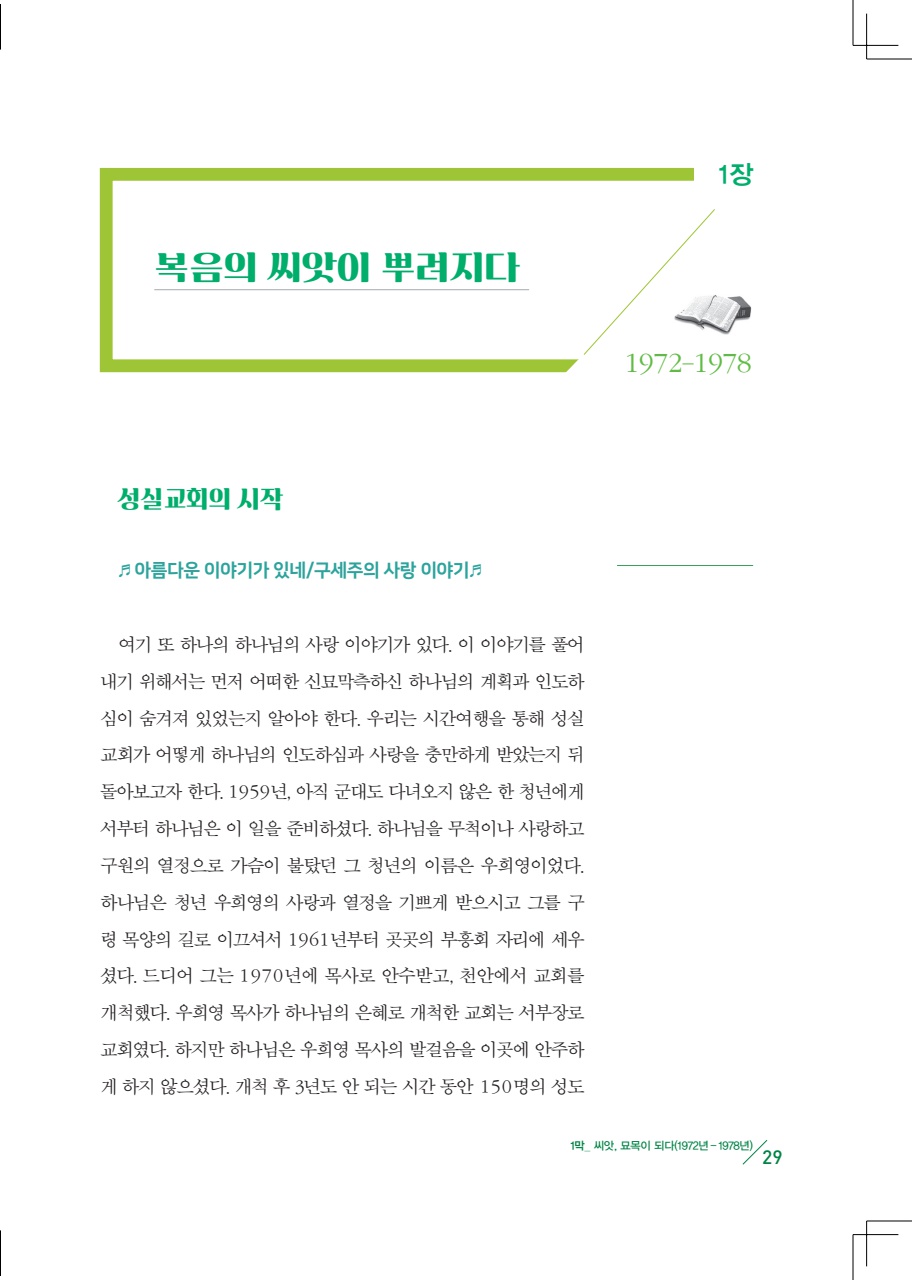 1장
복음의 씨앗이 뿌려지다
1972-1978
성실교회의 시작
♬아름다운 이야기가 있네/구세주의 사랑 이야기♬
여기 또 하나의 하나님의 사랑 이야기가 있다. 이 이야기를 풀어
내기 위해서는 먼저 어떠한 신묘막측하신 하나님의 계획과 인도하
심이 숨겨져 있었는지 알아야 한다. 우리는 시간여행을 통해 성실
교회가 어떻게 하나님의 인도하심과 사랑을 충만하게 받았는지 뒤
돌아보고자 한다. 1959년, 아직 군대도 다녀오지 않은 한 청년에게
서부터 하나님은 이 일을 준비하셨다. 하나님을 무척이나 사랑하고
구원의 열정으로 가슴이 불탔던 그 청년의 이름은 우희영이었다.
하나님은 청년 우희영의 사랑과 열정을 기쁘게 받으시고 그를 구
령 목양의 길로 이끄셔서 1961년부터 곳곳의 부흥회 자리에 세우
셨다. 드디어 그는 1970년에 목사로 안수받고, 천안에서 교회를
개척했다. 우희영 목사가 하나님의 은혜로 개척한 교회는 서부장로
교회였다. 하지만 하나님은 우희영 목사의 발걸음을 이곳에 안주하
게 하지 않으셨다. 개척 후 3년도 안 되는 시간 동안 150명의 성도
1막_ 씨앗, 묘목이 되다(1972년-1978년)
29